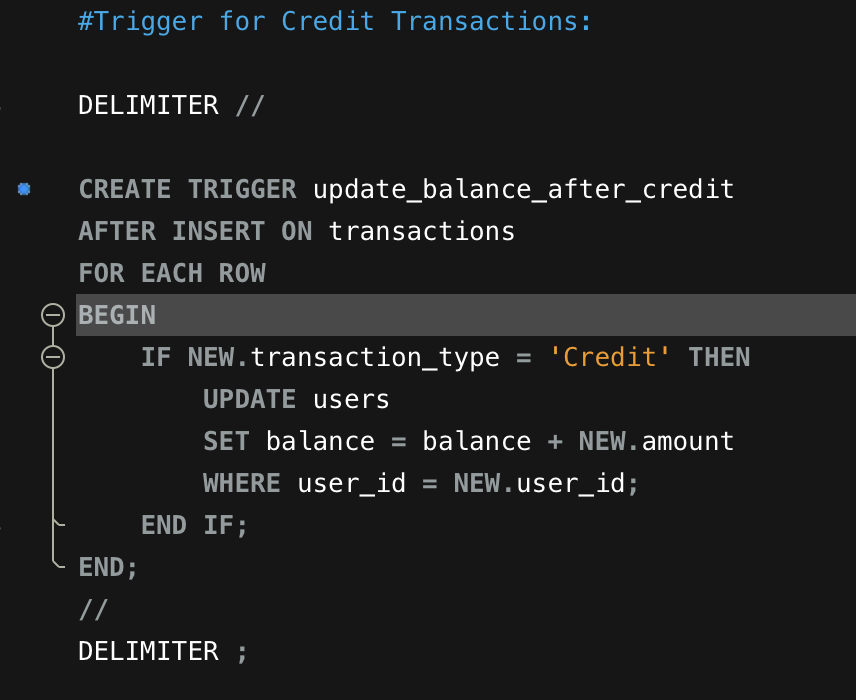 #Trigger for Credit Transactions:
DELIMITER //
CREATE TRIGGER update_balance_after_credit
AFTER INSERT ON transactions
FOR EACH ROW
BEGIN
    IF NEW.transaction_type = 'Credit' THEN
        UPDATE users
        SET balance = balance + NEW.amount
        WHERE user_id = NEW.user_id;
    END IF;
END;
//
DELIMITER ;